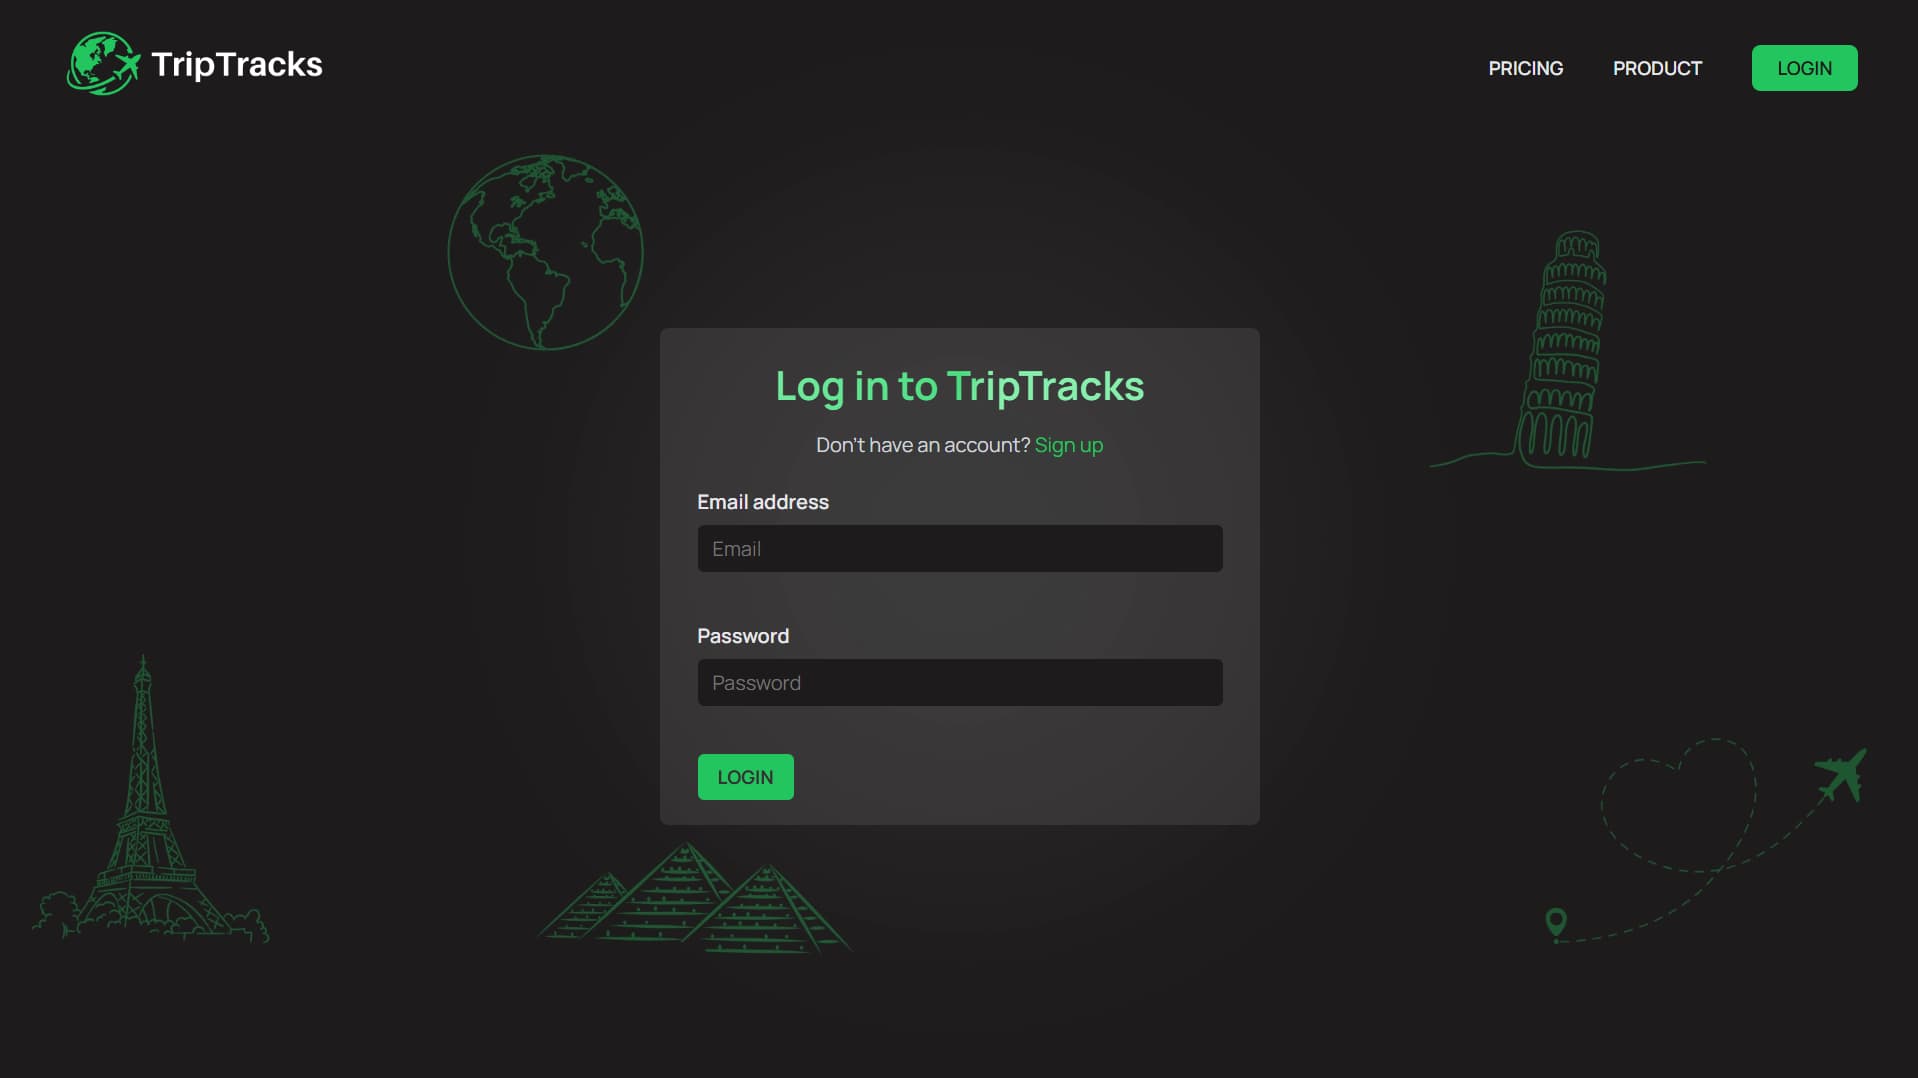 TripTracks
PRICING
PRODUCT
LOGIN
Log in to TripTracks
Don't have an account? Sign up
Email address
Email
Password
Password
LOGIN